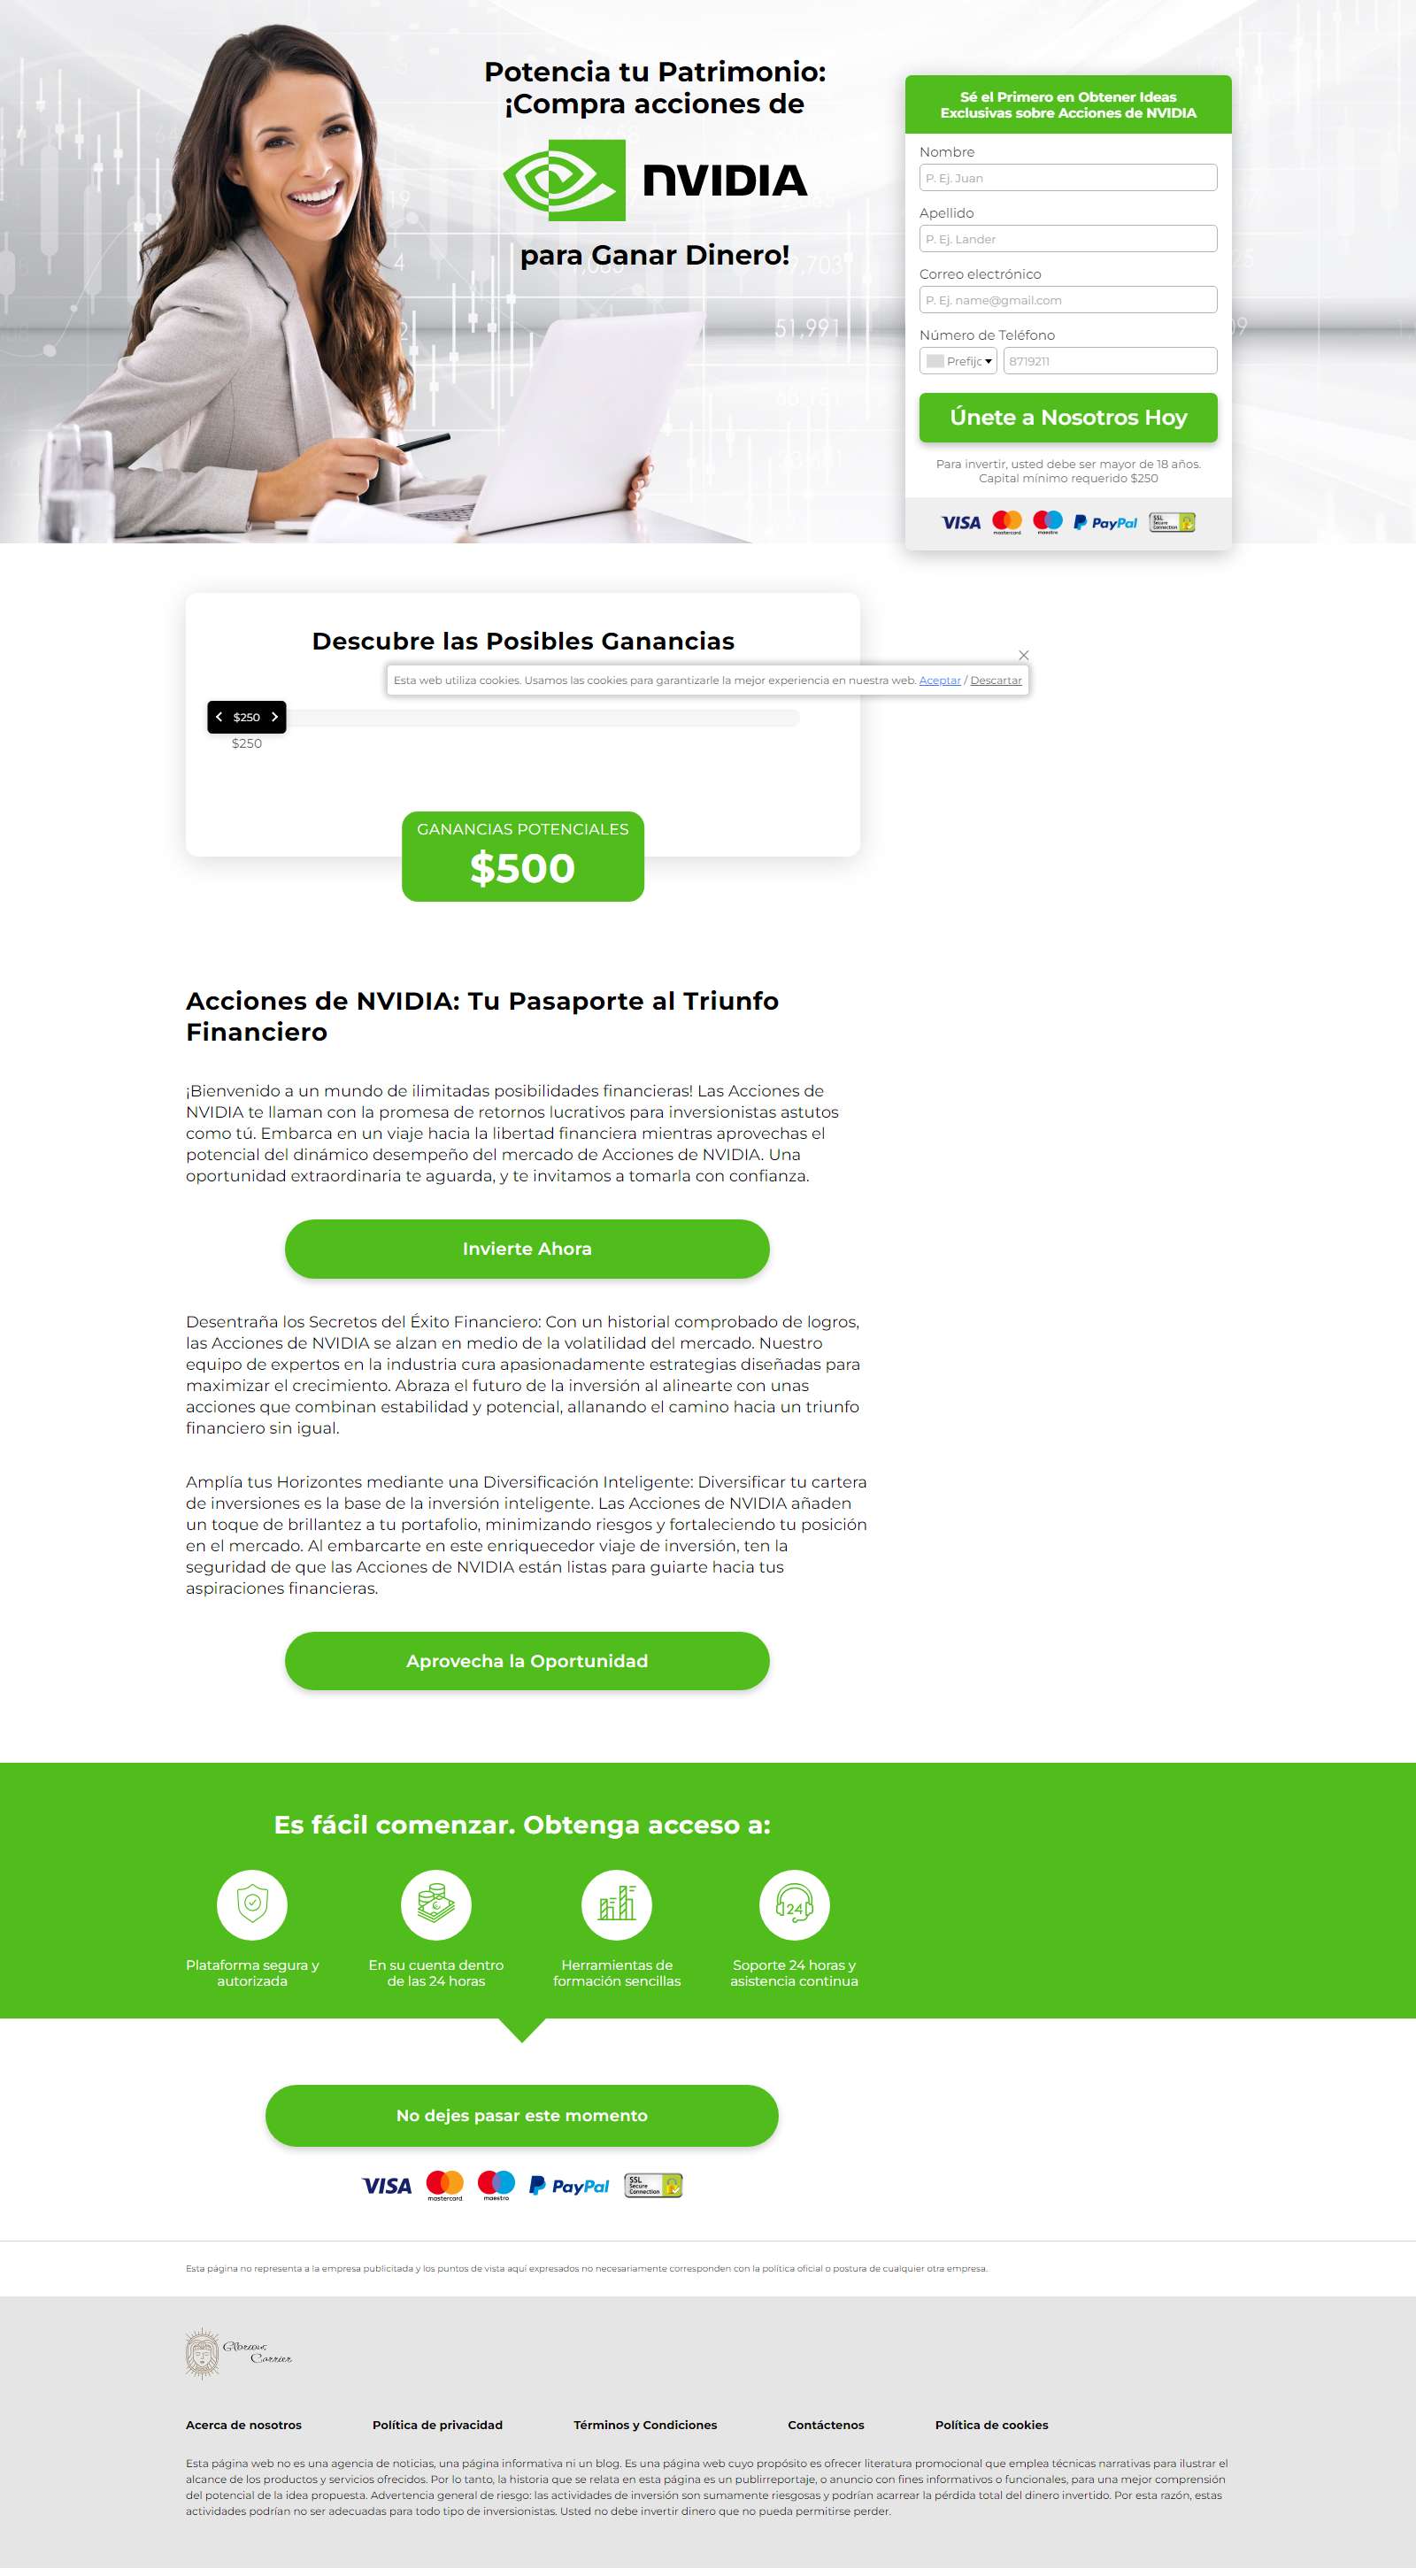 Potencia tu Patrimonio:
¡Compra acciones de
NVIDIA
para Ganar Dinero!
Sé el Primero en Obtener Ideas
Exclusivas sobre Acciones de NVIDIA
Nombre
P. Ej. Juan
Apellido
P. Ej. Lander
Correo electrónico
P. Ej. name@gmail.com
Número de Teléfono
Prefijc 8719211
Únete a Nosotros Hoy
Para invertir, usted debe ser mayor de 18 años.
Capital mínimo requerido $250
VISA mastercard maestro PayPal SSL Secure Connection
51,991
Descubre las Posibles Ganancias
Esta web utiliza cookies. Usamos las cookies para garantizarle la mejor experiencia en nuestra web. Aceptar / Descartar
$250
$250
GANANCIAS POTENCIALES
$500
Acciones de NVIDIA: Tu Pasaporte al Triunfo
Financiero
¡Bienvenido a un mundo de ilimitadas posibilidades financieras! Las Acciones de
NVIDIA te llaman con la promesa de retornos lucrativos para inversionistas astutos
como tú. Embarca en un viaje hacia la libertad financiera mientras aprovechas el
potencial del dinámico desempeño del mercado de Acciones de NVIDIA. Una
oportunidad extraordinaria te aguarda, y te invitamos a tomarla con confianza.
Invierte Ahora
Desentraña los Secretos del Éxito Financiero: Con un historial comprobado de logros,
las Acciones de NVIDIA se alzan en medio de la volatilidad del mercado. Nuestro
equipo de expertos en la industria cura apasionadamente estrategias diseñadas para
maximizar el crecimiento. Abraza el futuro de la inversión al alinearte con unas
acciones que combinan estabilidad y potencial, allanando el camino hacia un triunfo
financiero sin igual.
Amplía tus Horizontes mediante una Diversificación Inteligente: Diversificar tu cartera
de inversiones es la base de la inversión inteligente. Las Acciones de NVIDIA añaden
un toque de brillantez a tu portafolio, minimizando riesgos y fortaleciendo tu posición
en el mercado. Al embarcarte en este enriquecedor viaje de inversión, ten la
seguridad de que las Acciones de NVIDIA están listas para guiarte hacia tus
aspiraciones financieras.
Aprovecha la Oportunidad
Es fácil comenzar. Obtenga acceso a:
24
Plataforma segura y
autorizada
En su cuenta dentro
de las 24 horas
Herramientas de
formación sencillas
Soporte 24 horas y
asistencia continua
No dejes pasar este momento
VISA mastercard maestro PayPal SSL Secure Connection
Esta página no representa a la empresa publicitada y los puntos de vista aquí expresados no necesariamente corresponden con la política oficial o postura de cualquier otra empresa.
Glorious
Carrier
Acerca de nosotros Política de privacidad Términos y Condiciones Contáctenos Política de cookies
Esta página web no es una agencia de noticias, una página informativa ni un blog. Es una página web cuyo propósito es ofrecer literatura promocional que emplea técnicas narrativas para ilustrar el
alcance de los productos y servicios ofrecidos. Por lo tanto, la historia que se relata en esta página es un publirreportaje, o anuncio con fines informativos o funcionales, para una mejor comprensión
del potencial de la idea propuesta. Advertencia general de riesgo: las actividades de inversión son sumamente riesgosas y podrían acarrear la pérdida total del dinero invertido. Por esta razón, estas
actividades podrían no ser adecuadas para todo tipo de inversionistas. Usted no debe invertir dinero que no pueda permitirse perder.